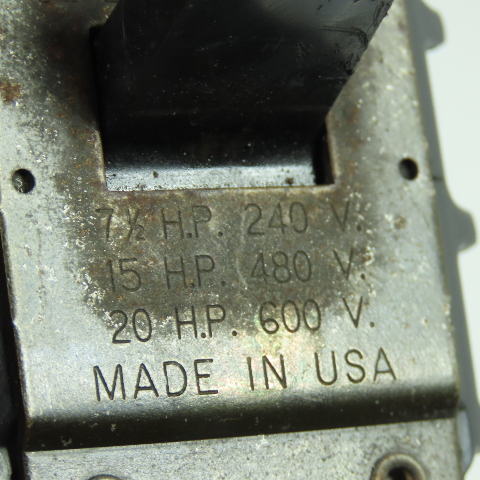 7½ H.P. 240 V.
15 H.P. 480 V.
20 H.P. 600 V.
MADE IN USA